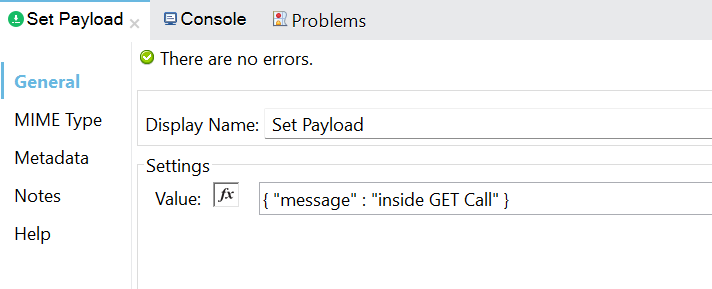 Set Payload Console Problems
There are no errors.
General
Display Name: Set Payload
MIME Type
Metadata
Settings
Notes
Value: fx { "message" : "inside GET Call" }
Help